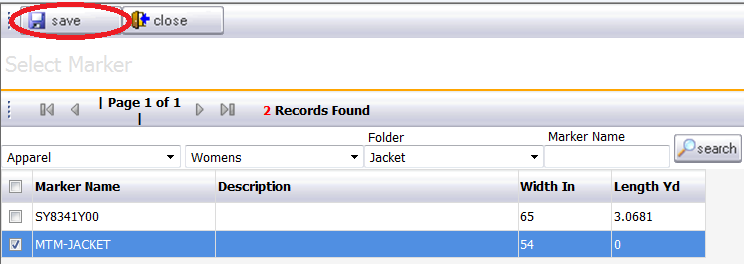 save close
Select Marker
| Page 1 of 1 | 2 Records Found
Folder Marker Name
Apparel Womens Jacket search
Marker Name Description Width In Length Yd
SY8341Y00 65 3.0681
MTM-JACKET 54 0